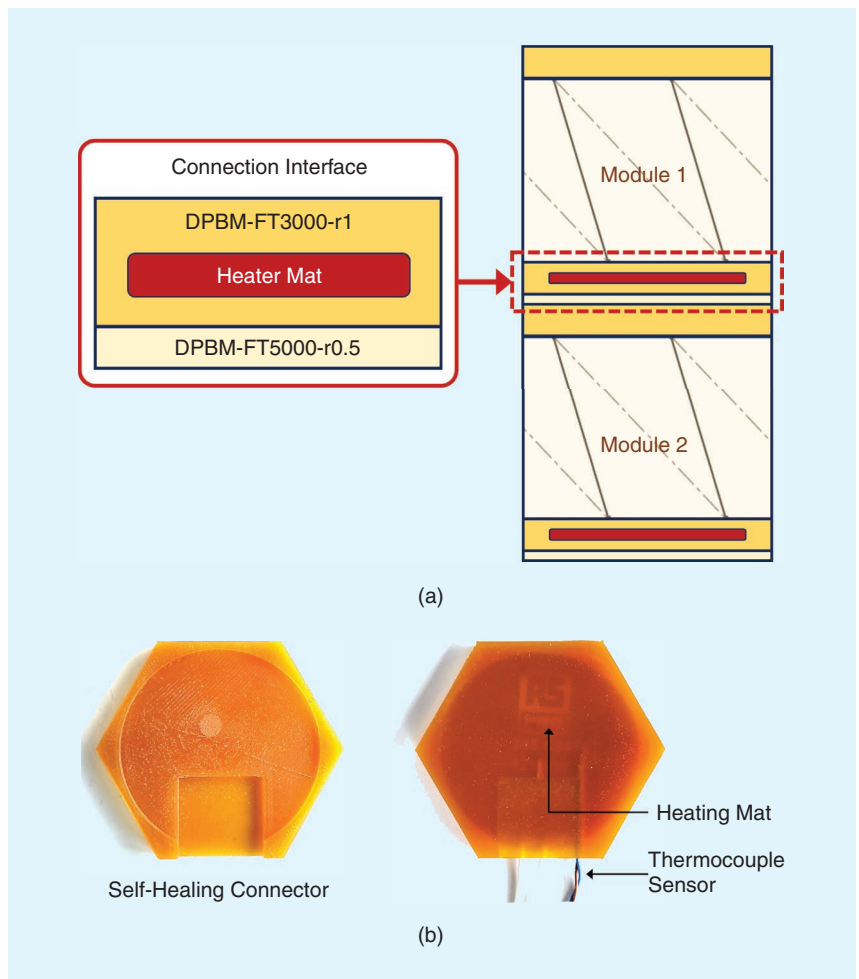 Connection Interface
DPBM-FT3000-r1
Heater Mat
DPBM-FT5000-r0.5
Module 1
Module 2
(a)
Heating Mat
Thermocouple
Sensor
Self-Healing Connector
(b)